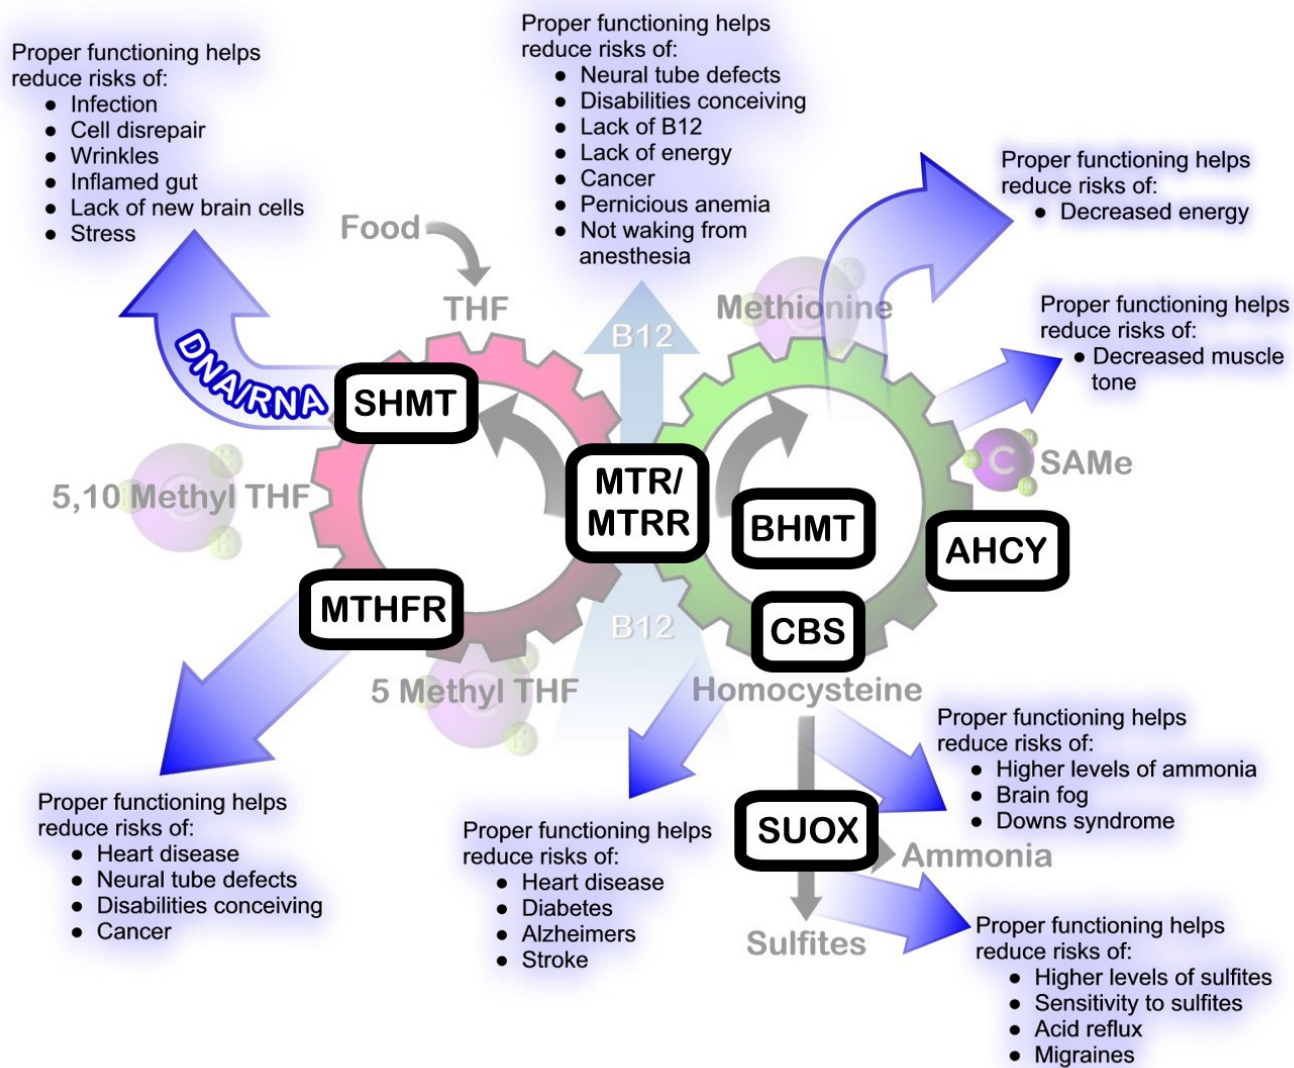 Proper functioning helps
reduce risks of:
● Infection
● Cell disrepair
● Wrinkles
● Inflamed gut
● Lack of new brain cells
● Stress
Proper functioning helps
reduce risks of:
● Neural tube defects
● Disabilities conceiving
● Lack of B12
● Lack of energy
● Cancer
● Pernicious anemia
● Not waking from
anesthesia
Proper functioning helps
reduce risks of:
● Decreased energy
Proper functioning helps
reduce risks of:
● Decreased muscle
tone
Food
THF
B12
Methionine
DNA/RNA
SHMT
5,10 Methyl THF
MTR/
MTRR
BHMT
C
SAMe
AHCY
MTHFR
CBS
B12
5 Methyl THF
Homocysteine
SUOX
Ammonia
Sulfites
Proper functioning helps
reduce risks of:
● Heart disease
● Neural tube defects
● Disabilities conceiving
● Cancer
Proper functioning helps
reduce risks of:
● Heart disease
● Diabetes
● Alzheimers
● Stroke
Proper functioning helps
reduce risks of:
● Higher levels of ammonia
● Brain fog
● Downs syndrome
Proper functioning helps
reduce risks of:
● Higher levels of sulfites
● Sensitivity to sulfites
● Acid reflux
● Migraines